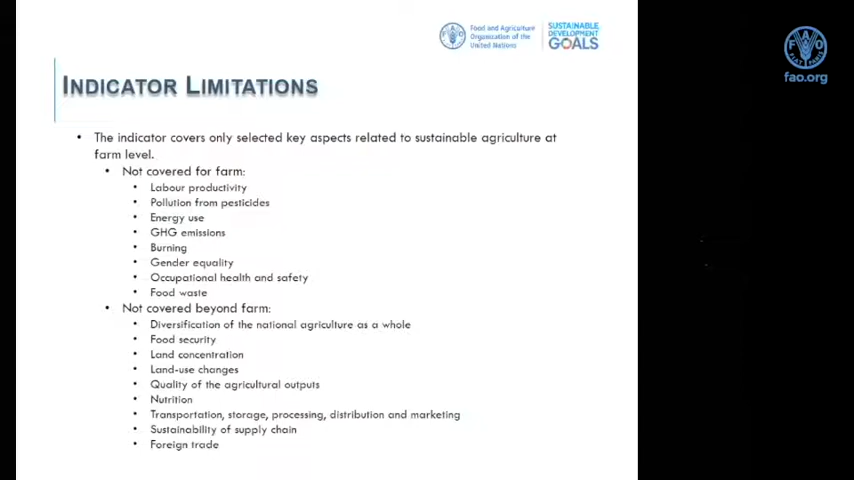 Food and Agriculture
Organization of the
United Nations
SUSTAINABLE
DEVELOPMENT
GOALS
F A O
FIAT PANIS
fao.org
INDICATOR LIMITATIONS
• The indicator covers only selected key aspects related to sustainable agriculture at
farm level.
• Not covered for farm:
• Labour productivity
• Pollution from pesticides
• Energy use
• GHG emissions
• Burning
• Gender equality
• Occupational health and safety
• Food waste
• Not covered beyond farm:
• Diversification of the national agriculture as a whole
• Food security
• Land concentration
• Land-use changes
• Quality of the agricultural outputs
• Nutrition
• Transportation, storage, processing, distribution and marketing
• Sustainability of supply chain
• Foreign trade